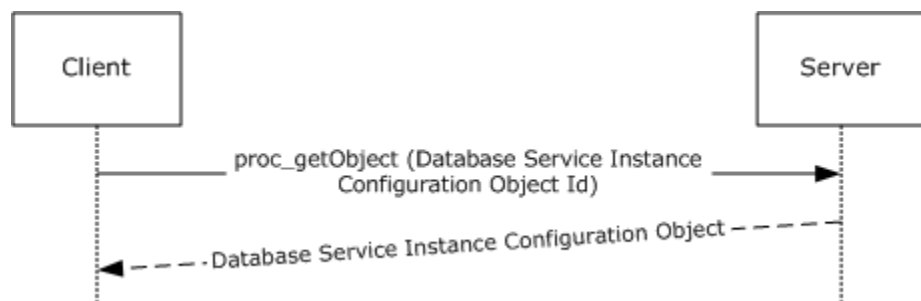 Client
Server
proc_getObject (Database Service Instance
Configuration Object Id)
Database Service Instance Configuration Object